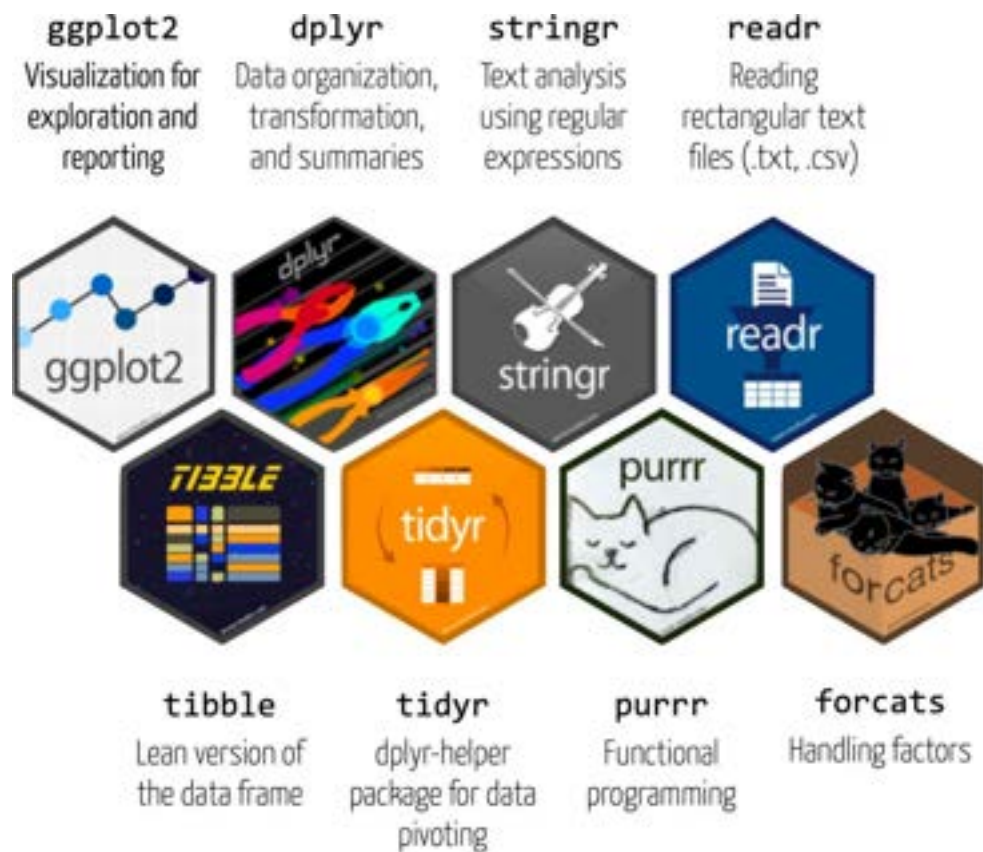 ggplot2
Visualization for
exploration and
reporting
dplyr
Data organization,
transformation,
and summaries
stringr
Text analysis
using regular
expressions
readr
Reading
rectangular text
files (.txt, .csv)
ggplot2
dplyr
stringr
readr
TIBBLE
tidyr
purrr
forcats
tibble
Lean version of
the data frame
tidyr
dplyr-helper
package for data
pivoting
purrr
Functional
programming
forcats
Handling factors